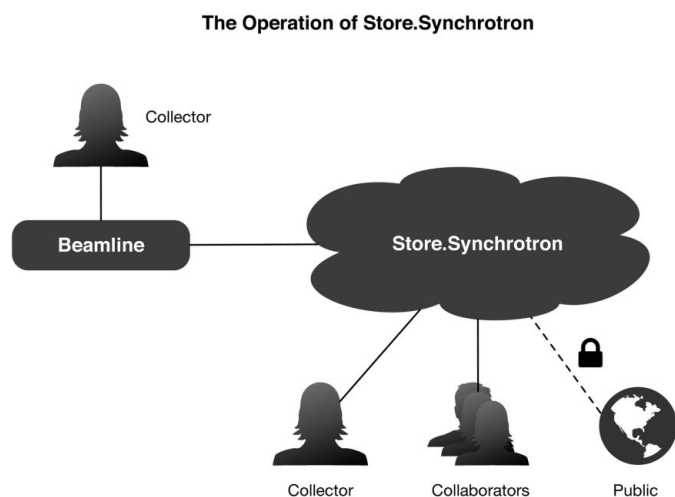 The Operation of Store.Synchrotron
Collector
Beamline
Store.Synchrotron
Collector
Collaborators
Public